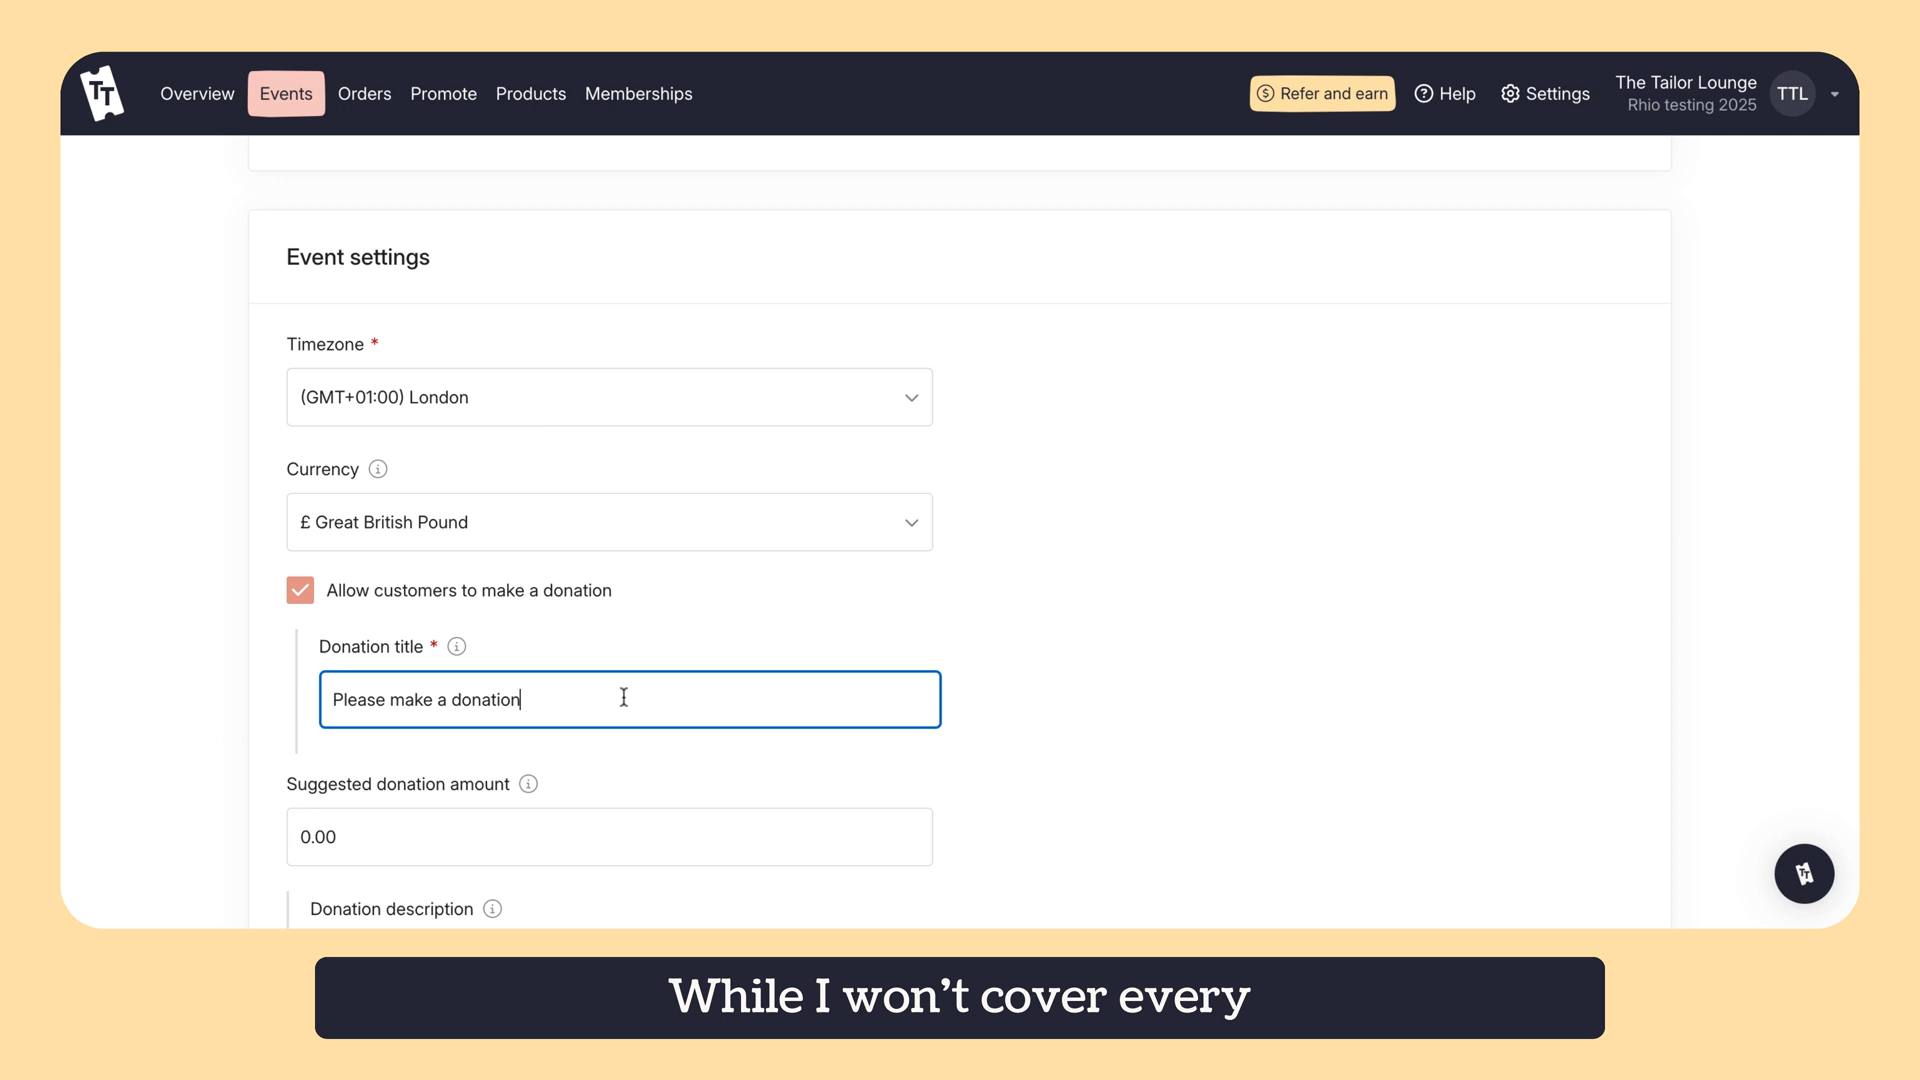 TT
Overview
Events
Orders
Promote
Products
Memberships
Refer and earn
Help
Settings
The Tailor Lounge
Rhio testing 2025
TTL
Event settings
Timezone *
(GMT+01:00) London
Currency
£ Great British Pound
Allow customers to make a donation
Donation title *
Please make a donation
Suggested donation amount
0.00
Donation description
TT
While I won’t cover every